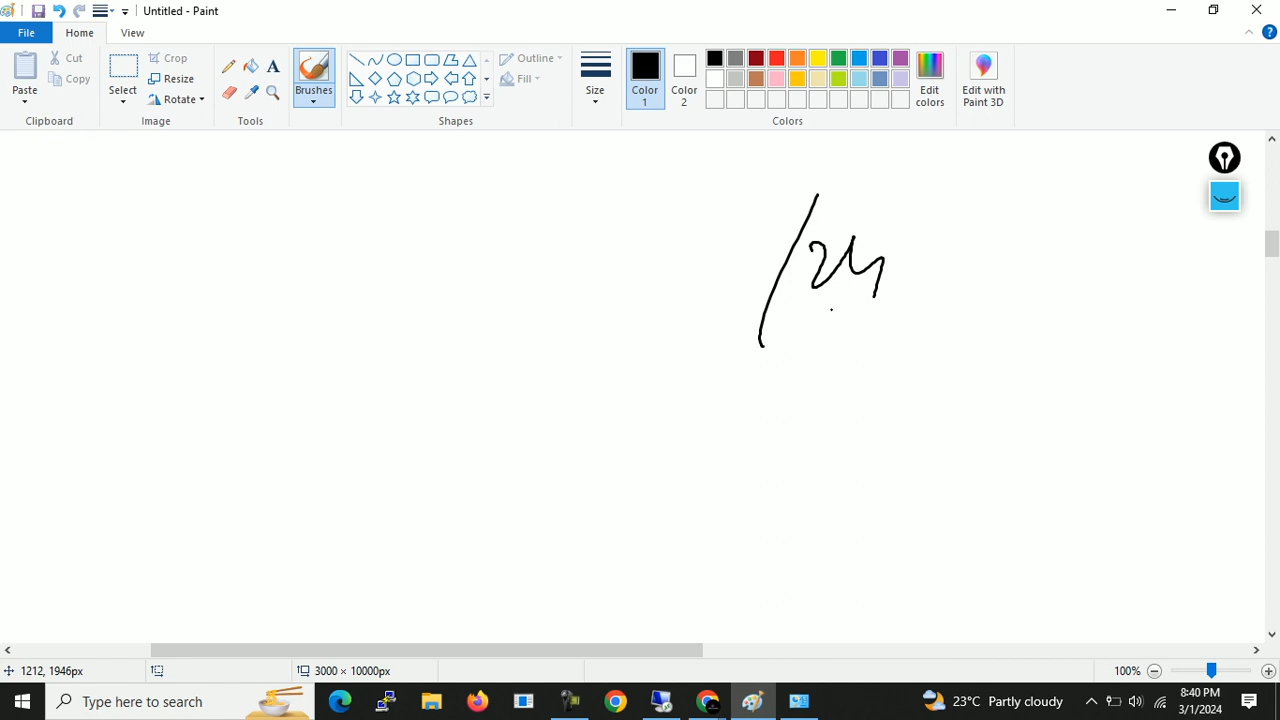 Untitled - Paint
File
Home
View
Paste
Cut
Copy
Clipboard
Select
Crop
Resize
Rotate
Image
A
Tools
Brushes
Outline
Fill
Shapes
Size
Color 1
Color 2
Edit colors
Colors
Edit with Paint 3D
/24
1212, 1946px
3000 × 10000px
100%
Type here to search
23°C Partly cloudy
8:40 PM
3/1/2024